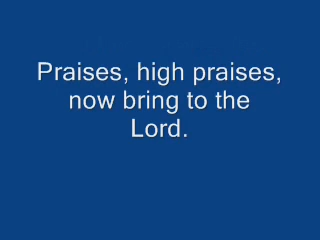 Praises, high praises,
now bring to the
Lord.